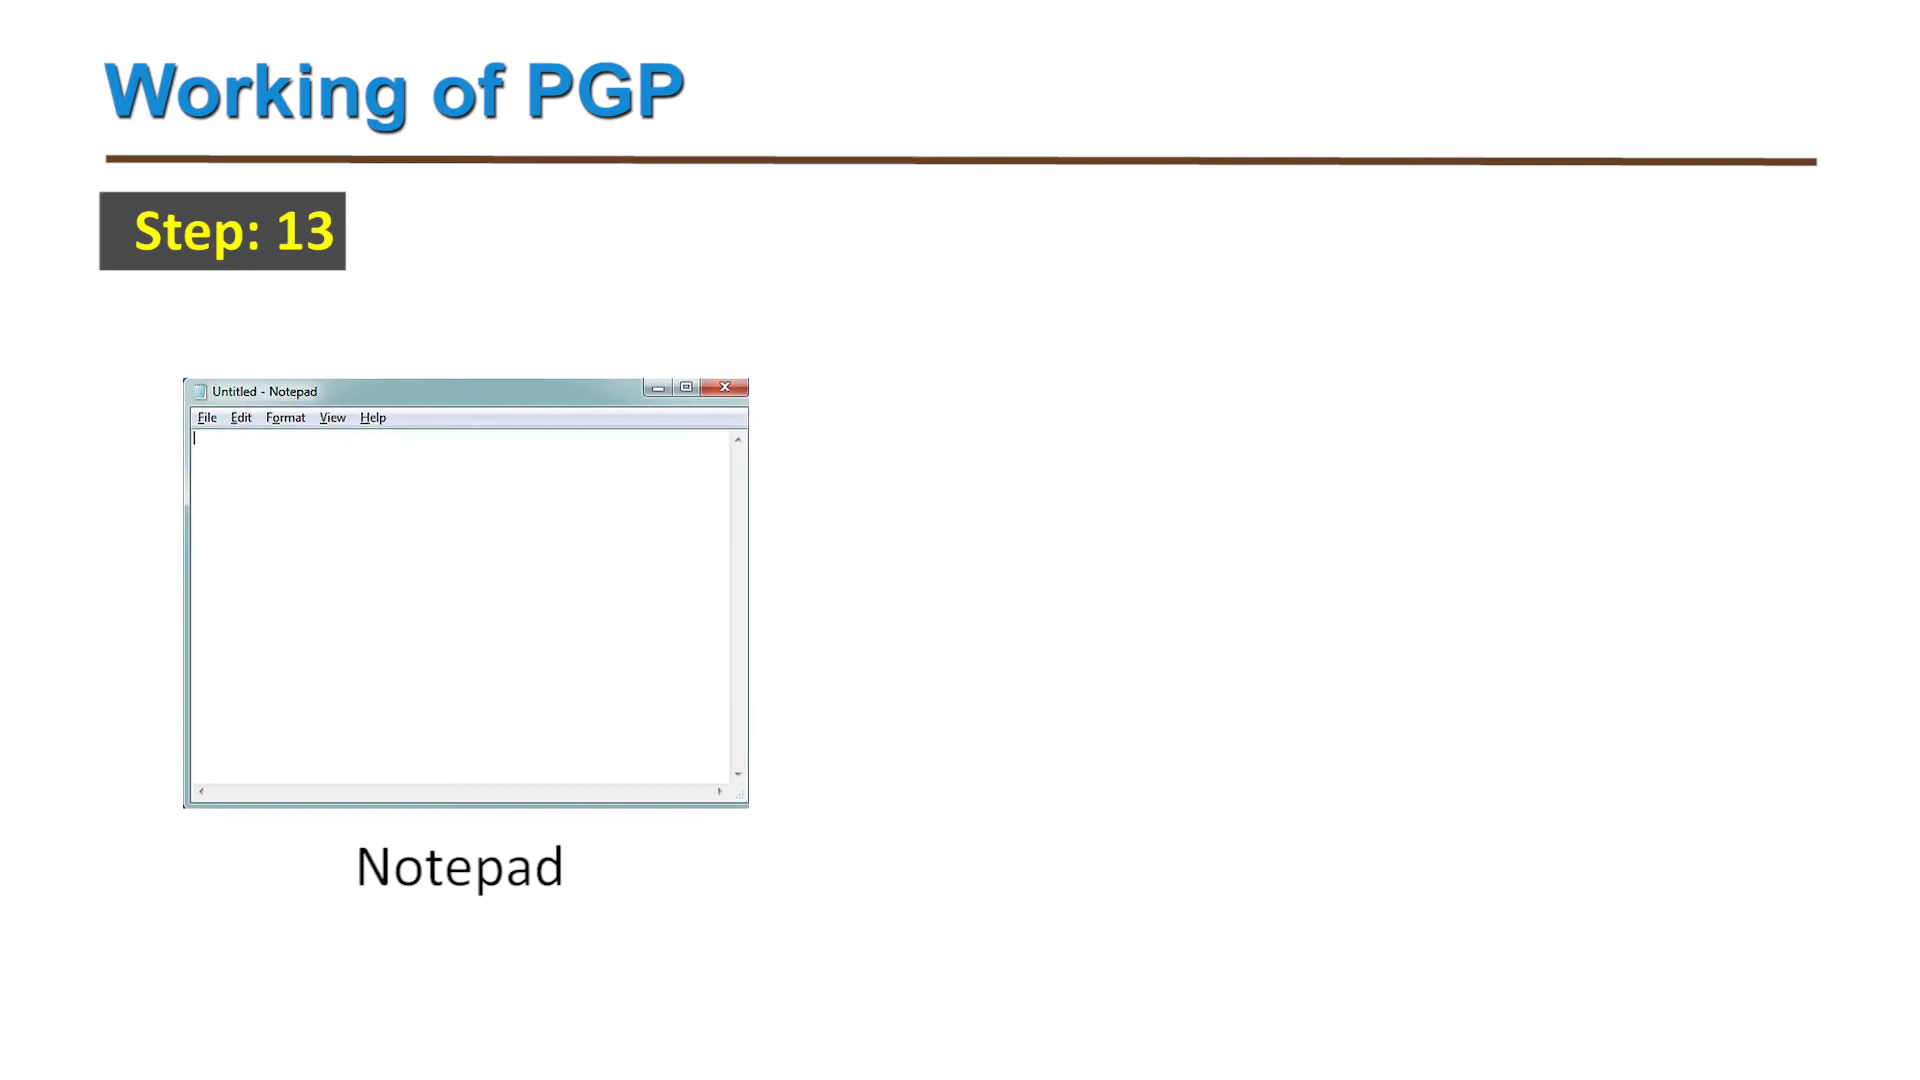 Working of PGP
Step: 13
Untitled - Notepad
File Edit Format View Help
Notepad